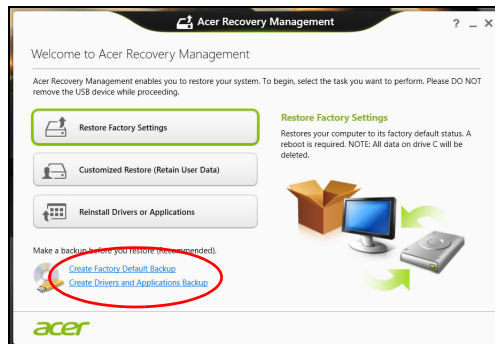 Acer Recovery Management
? _ X
Welcome to Acer Recovery Management
Acer Recovery Management enables you to restore your system. To begin, select the task you want to perform. Please DO NOT
remove the USB device while proceeding.
Restore Factory Settings
Customized Restore (Retain User Data)
Reinstall Drivers or Applications
Restore Factory Settings
Restores your computer to its factory default status. A
reboot is required. NOTE: All data on drive C will be
deleted.
Make a backup before you restore (Recommended).
Create Factory Default Backup
Create Drivers and Applications Backup
acer